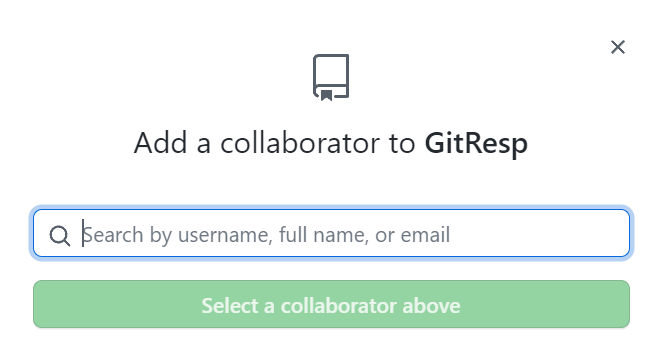 Add a collaborator to GitResp
Search by username, full name, or email
Select a collaborator above